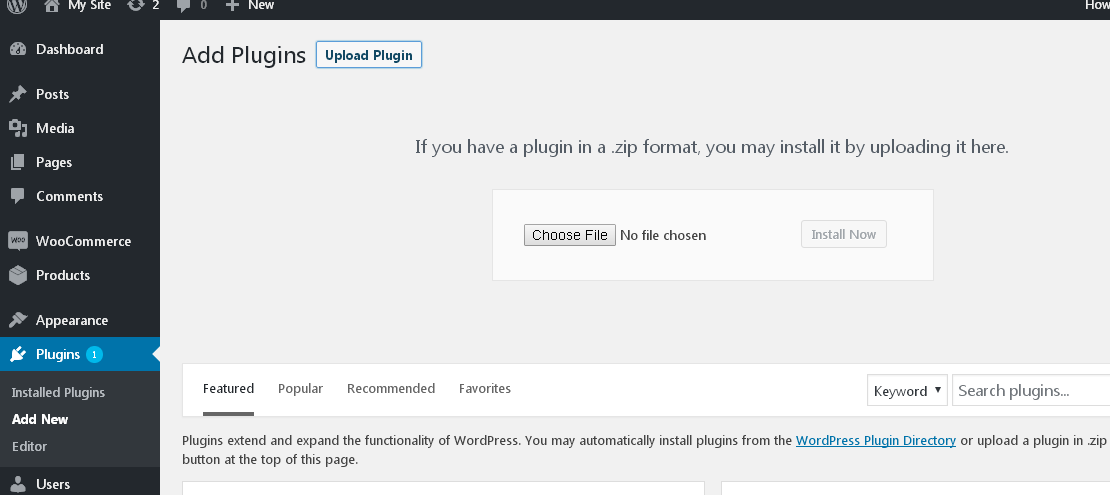 My Site 2 0 New How
Dashboard
Posts
Media
Pages
Comments
WOO WooCommerce
Products
Appearance
Plugins 1
Installed Plugins
Add New
Editor
Users
Add Plugins Upload Plugin
If you have a plugin in a .zip format, you may install it by uploading it here.
Choose File No file chosen Install Now
Featured Popular Recommended Favorites Keyword Search plugins...
Plugins extend and expand the functionality of WordPress. You may automatically install plugins from the WordPress Plugin Directory or upload a plugin in .zip
button at the top of this page.